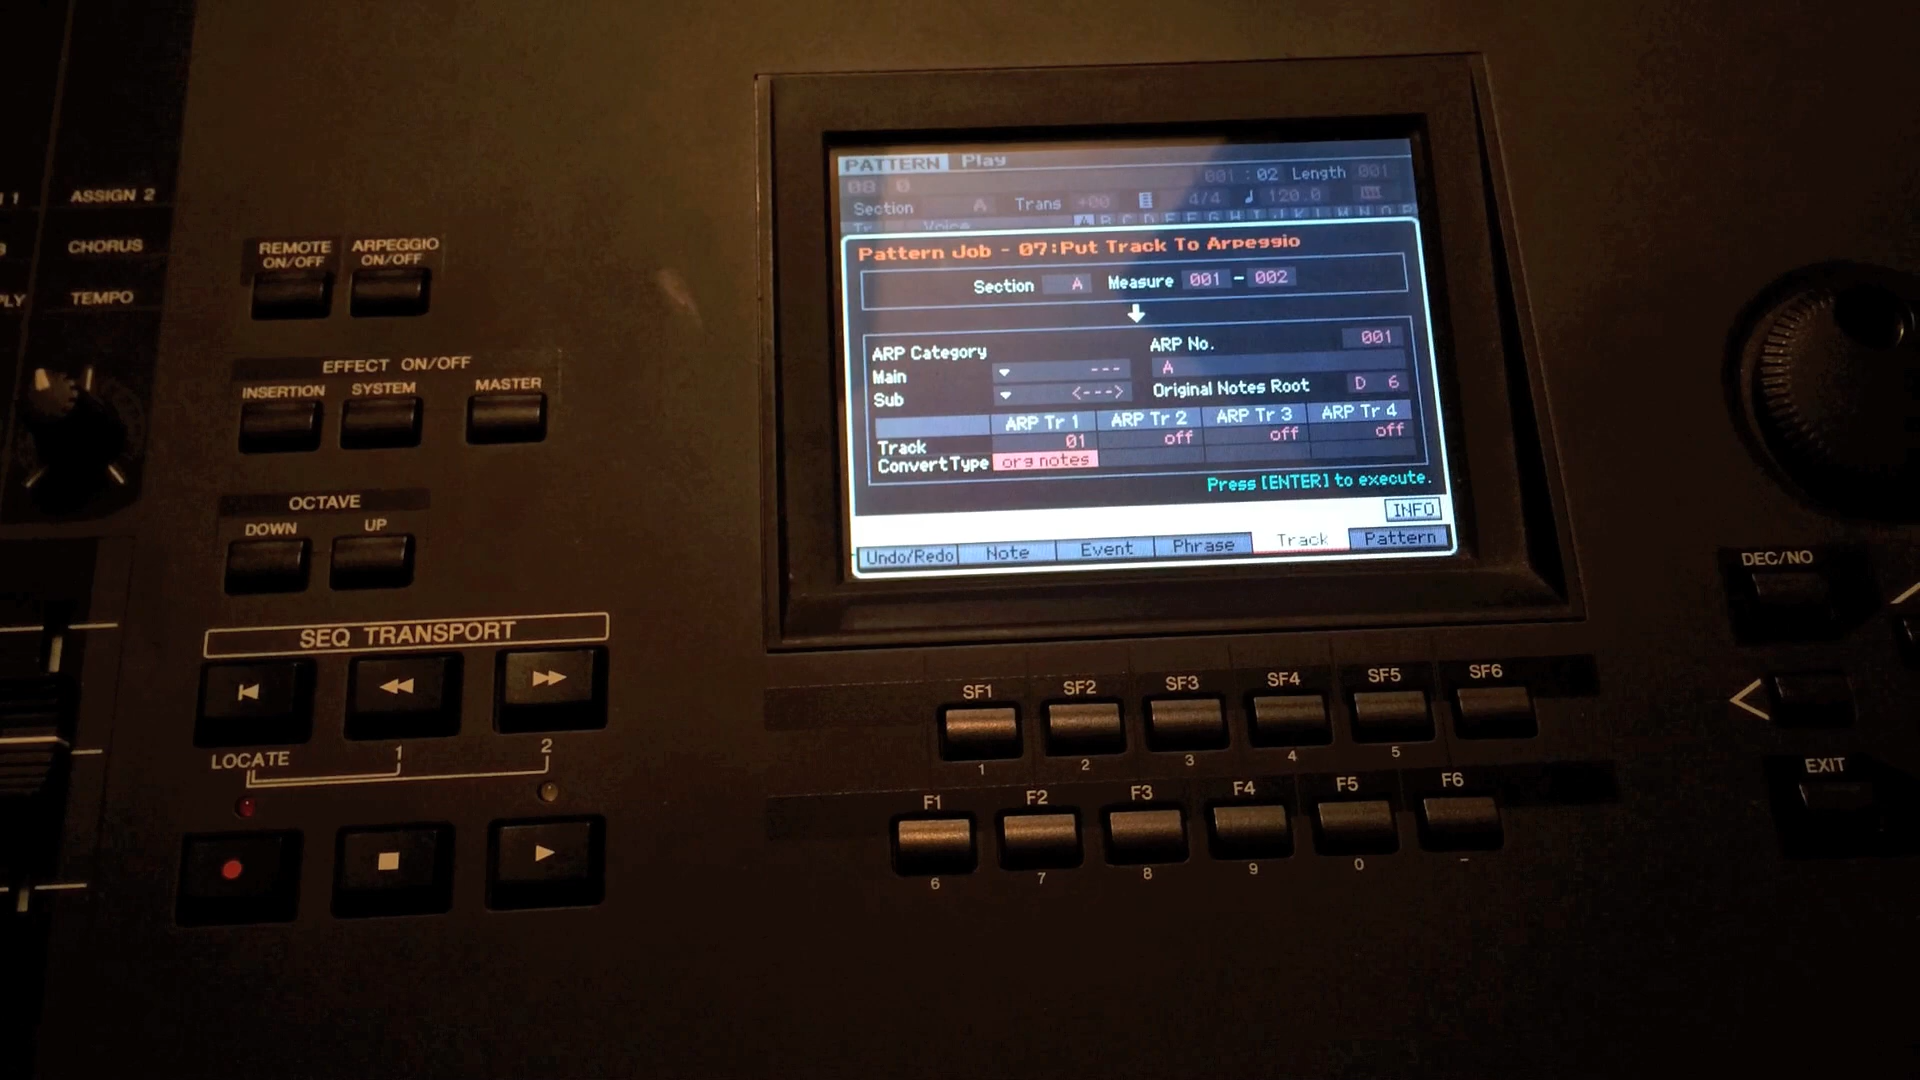 ASSIGN 2
CHORUS
TEMPO
REMOTE ON/OFF
ARPEGGIO ON/OFF
EFFECT ON/OFF
INSERTION SYSTEM MASTER
OCTAVE
DOWN UP
SEQ TRANSPORT
LOCATE 1 2
PATTERN Play
001 : 02 Length 001
Section A Trans +00 4/4 120.0
Tr Voice A B C D E F G H I J K L M N O P
Pattern Job - 07:Put Track To Arpeggio
Section A Measure 001 - 002
ARP Category ARP No. 001
Main --- A
Sub <---> Original Notes Root D 6
ARP Tr 1 ARP Tr 2 ARP Tr 3 ARP Tr 4
Track 01 off off off
ConvertType org notes
Press [ENTER] to execute.
INFO
Undo/Redo Note Event Phrase Track Pattern
SF1 SF2 SF3 SF4 SF5 SF6
1 2 3 4 5
F1 F2 F3 F4 F5 F6
6 7 8 9 0 -
DEC/NO
EXIT